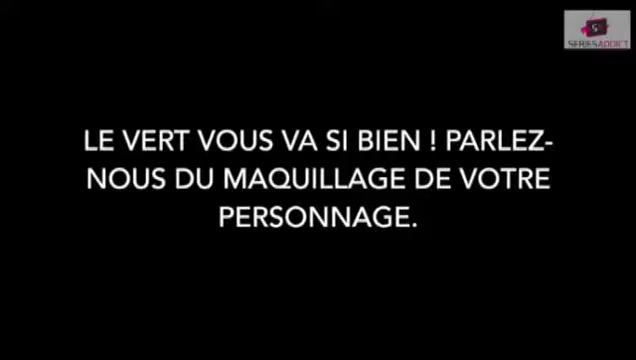 SERIESADDICT
LE VERT VOUS VA SI BIEN ! PARLEZ-
NOUS DU MAQUILLAGE DE VOTRE
PERSONNAGE.